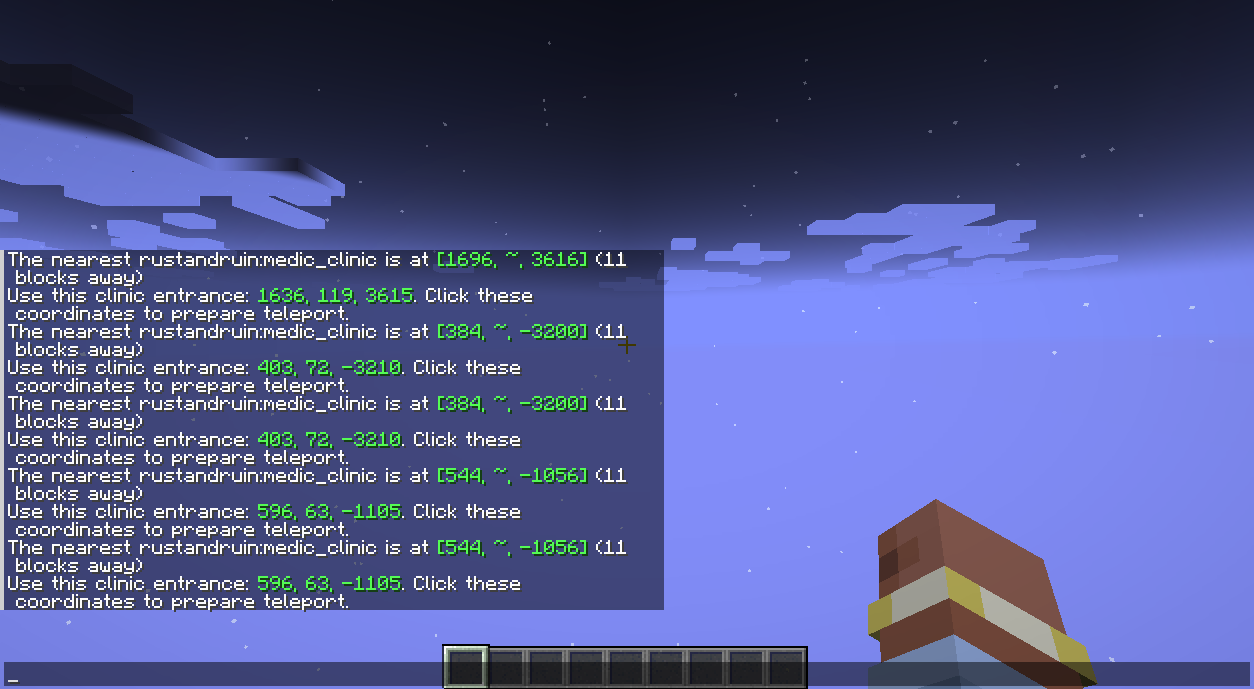 The nearest rustandruin:medic_clinic is at [1696, ~, 3616] (11
blocks away)
Use this clinic entrance: 1636, 119, 3615. Click these
coordinates to prepare teleport.
The nearest rustandruin:medic_clinic is at [384, ~, -3200] (11
blocks away)
Use this clinic entrance: 403, 72, -3210. Click these
coordinates to prepare teleport.
The nearest rustandruin:medic_clinic is at [384, ~, -3200] (11
blocks away)
Use this clinic entrance: 403, 72, -3210. Click these
coordinates to prepare teleport.
The nearest rustandruin:medic_clinic is at [544, ~, -1056] (11
blocks away)
Use this clinic entrance: 596, 63, -1105. Click these
coordinates to prepare teleport.
The nearest rustandruin:medic_clinic is at [544, ~, -1056] (11
blocks away)
Use this clinic entrance: 596, 63, -1105. Click these
coordinates to prepare teleport.
_